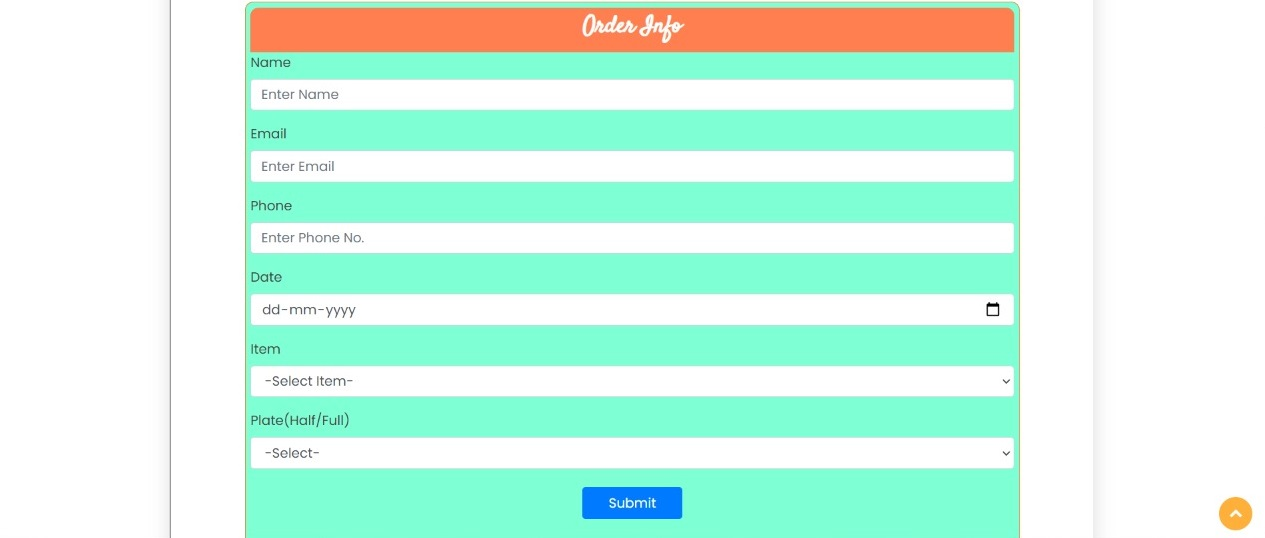 Order Info
Name
Enter Name
Email
Enter Email
Phone
Enter Phone No.
Date
dd-mm-yyyy
Item
-Select Item-
Plate(Half/Full)
-Select-
Submit